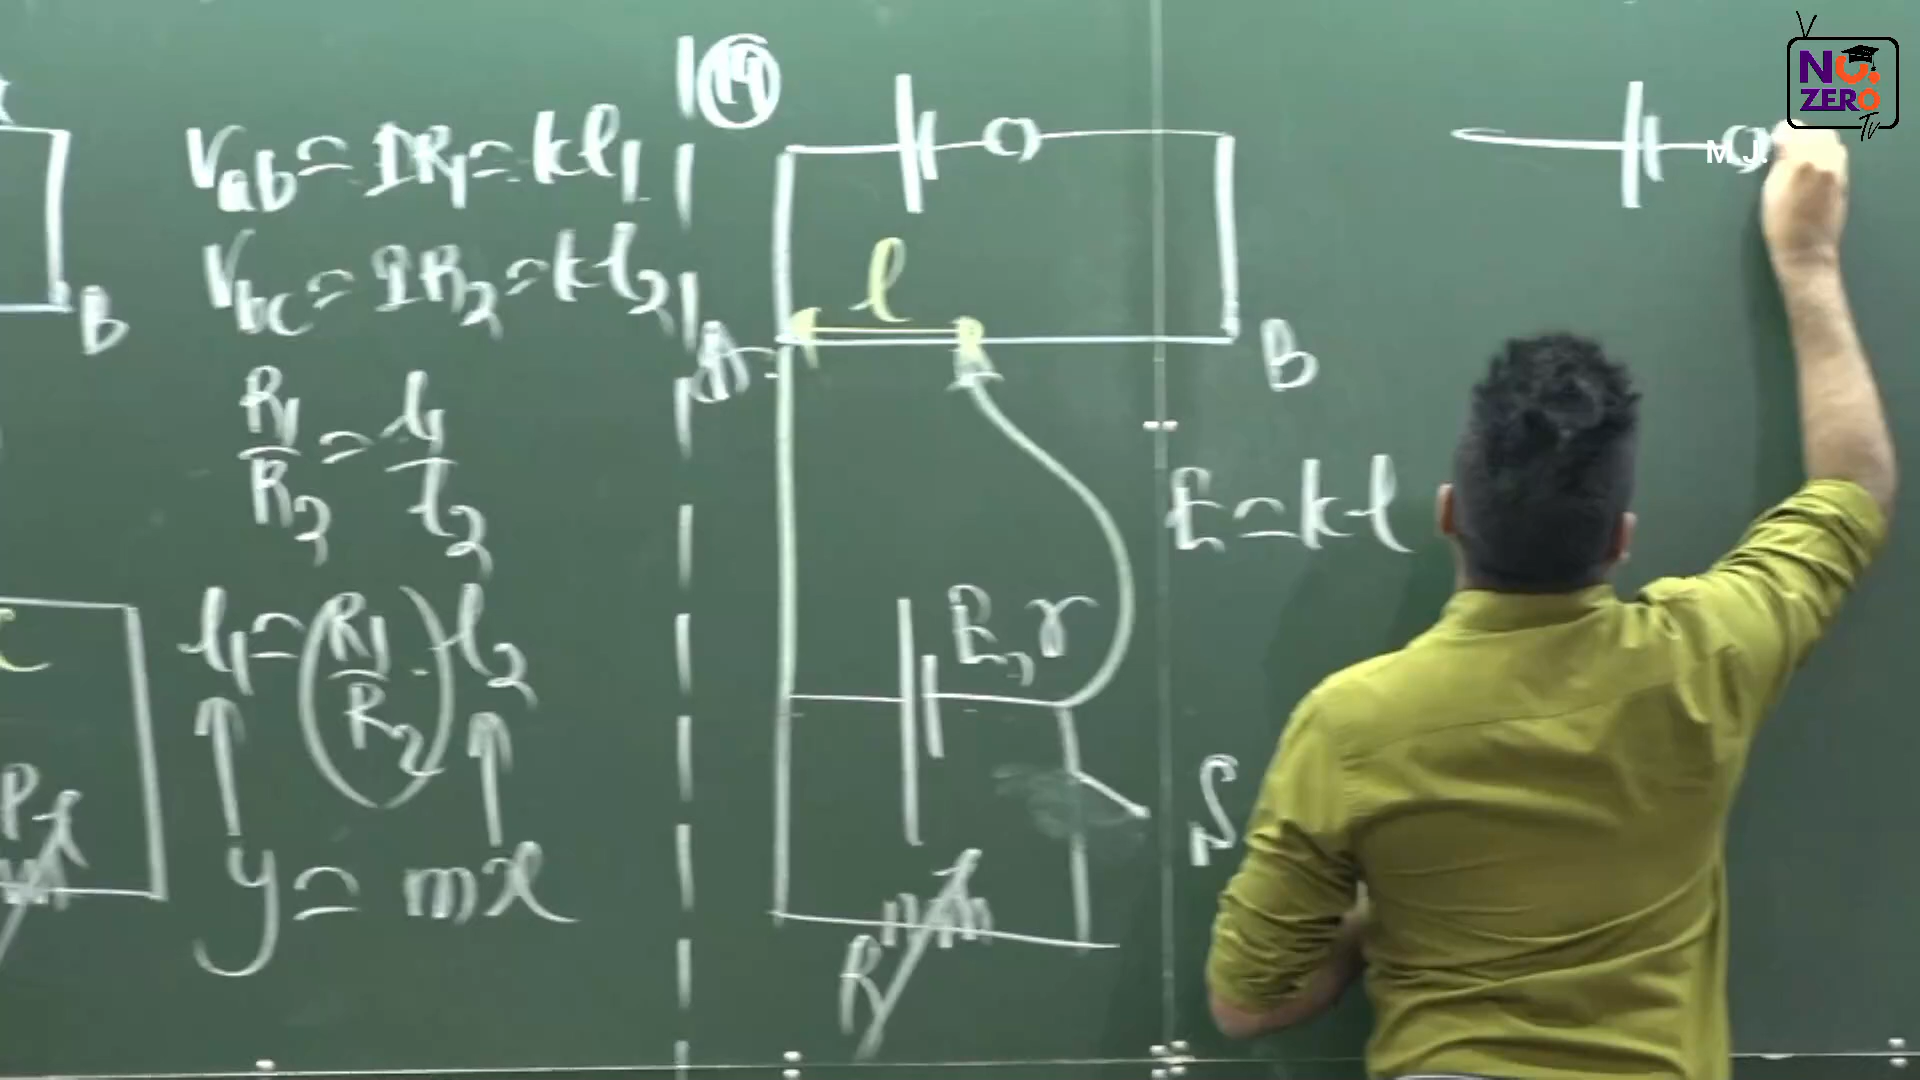 B
V_ab = IR_1 = kl_1
V_bc = IR_2 = kl_2
R_1/R_2 = l_1/l_2
l_1 = (R_1/R_2) · l_2
y = mx
14
l
A
B
E = kl
E, r
S
R
NO.
ZERO
Tv
M.J.